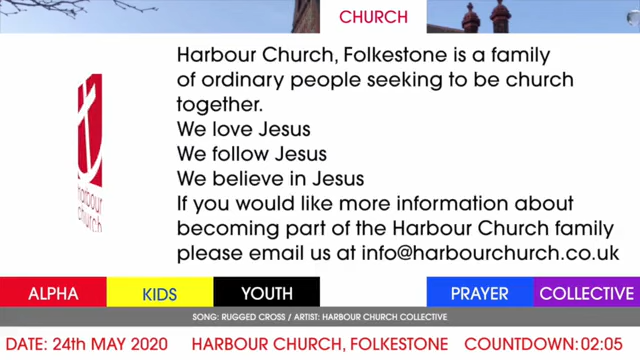 CHURCH
Harbour Church, Folkestone is a family
of ordinary people seeking to be church
together.
We love Jesus
We follow Jesus
We believe in Jesus
If you would like more information about
becoming part of the Harbour Church family
please email us at info@harbourchurch.co.uk
harbour
church
ALPHA
KIDS
YOUTH
PRAYER
COLLECTIVE
SONG: RUGGED CROSS / ARTIST: HARBOUR CHURCH COLLECTIVE
DATE: 24th MAY 2020 HARBOUR CHURCH, FOLKESTONE COUNTDOWN:02:05